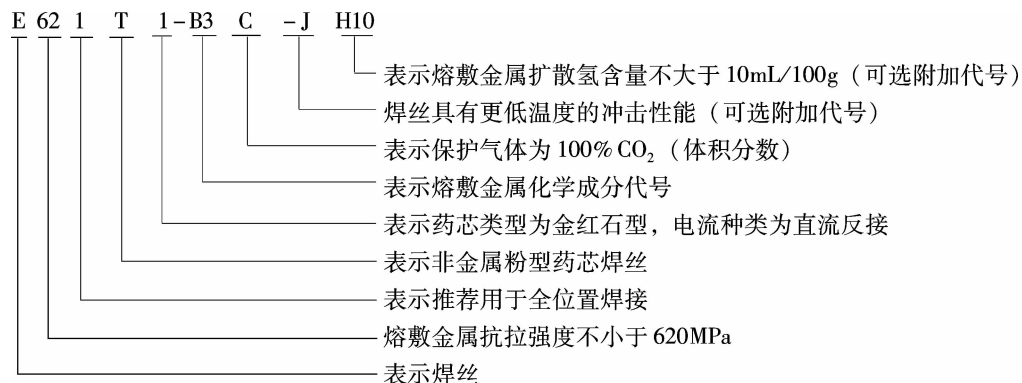 E 62 1 T 1-B3 C -J H10
表示熔敷金属扩散氢含量不大于10mL/100g（可选附加代号）
焊丝具有更低温度的冲击性能（可选附加代号）
表示保护气体为100% CO₂（体积分数）
表示熔敷金属化学成分代号
表示药芯类型为金红石型，电流种类为直流反接
表示非金属粉型药芯焊丝
表示推荐用于全位置焊接
熔敷金属抗拉强度不小于620MPa
表示焊丝